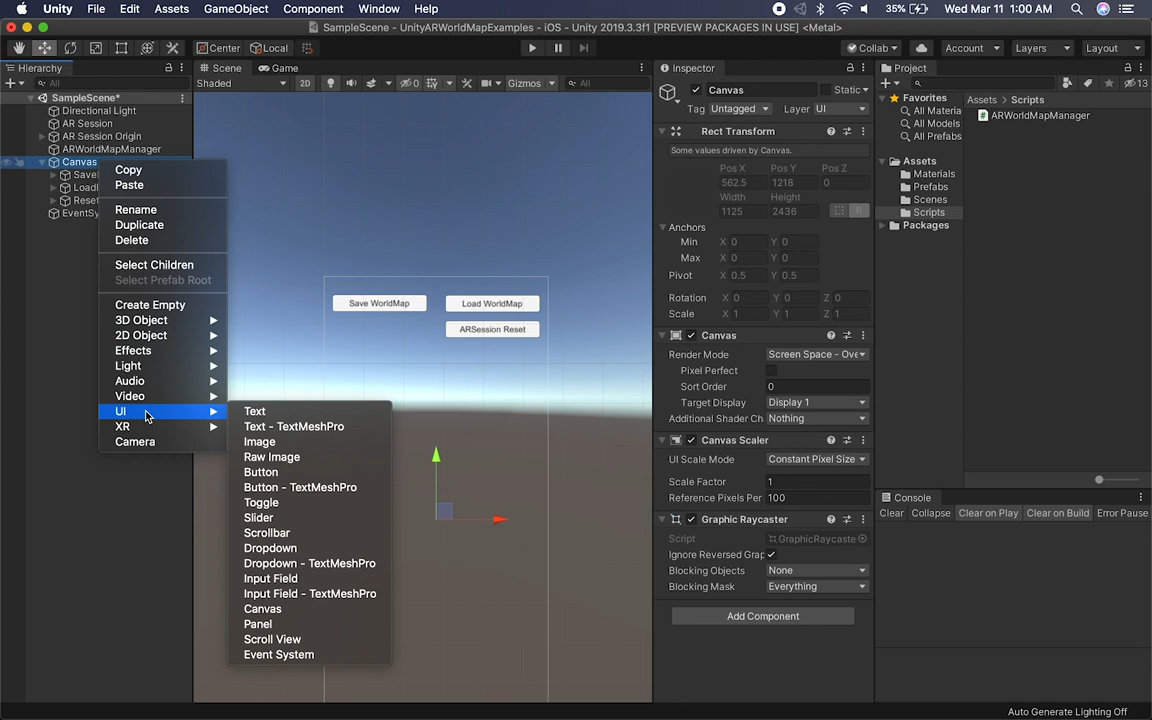 Unity File Edit Assets GameObject Component Window Help 35% Wed Mar 11 1:00 AM
SampleScene - UnityARWorldMapExamples - iOS - Unity 2019.3.3f1 [PREVIEW PACKAGES IN USE] <Metal>
Center Local Collab Account Layers Layout
Hierarchy
All
SampleScene*
Directional Light
AR Session
AR Session Origin
ARWorldMapManager
Canvas
Save
Loadi
Reset
EventSy
Copy
Paste
Rename
Duplicate
Delete
Select Children
Select Prefab Root
Create Empty
3D Object
2D Object
Effects
Light
Audio
Video
UI
XR
Camera
Text
Text - TextMeshPro
Image
Raw Image
Button
Button - TextMeshPro
Toggle
Slider
Scrollbar
Dropdown
Dropdown - TextMeshPro
Input Field
Input Field - TextMeshPro
Canvas
Panel
Scroll View
Event System
Scene Game
Shaded 2D 0 Gizmos All
Save WorldMap Load WorldMap
ARSession Reset
Inspector
Canvas Static
Tag Untagged Layer UI
Rect Transform
Some values driven by Canvas.
Pos X Pos Y Pos Z
562.5 1218 0
Width Height
1125 2436 R
Anchors
Min X 0 Y 0
Max X 0 Y 0
Pivot X 0.5 Y 0.5
Rotation X 0 Y 0 Z 0
Scale X 1 Y 1 Z 1
Canvas
Render Mode Screen Space - Ove
Pixel Perfect
Sort Order 0
Target Display Display 1
Additional Shader Ch Nothing
Canvas Scaler
UI Scale Mode Constant Pixel Size
Scale Factor 1
Reference Pixels Per 100
Graphic Raycaster
Script GraphicRaycaste
Ignore Reversed Grap
Blocking Objects None
Blocking Mask Everything
Add Component
Project
13
Favorites
All Materia
All Models
All Prefabs
Assets
Materials
Prefabs
Scenes
Scripts
Packages
Assets Scripts
ARWorldMapManager
Console
Clear Collapse Clear on Play Clear on Build Error Pause
Auto Generate Lighting Off